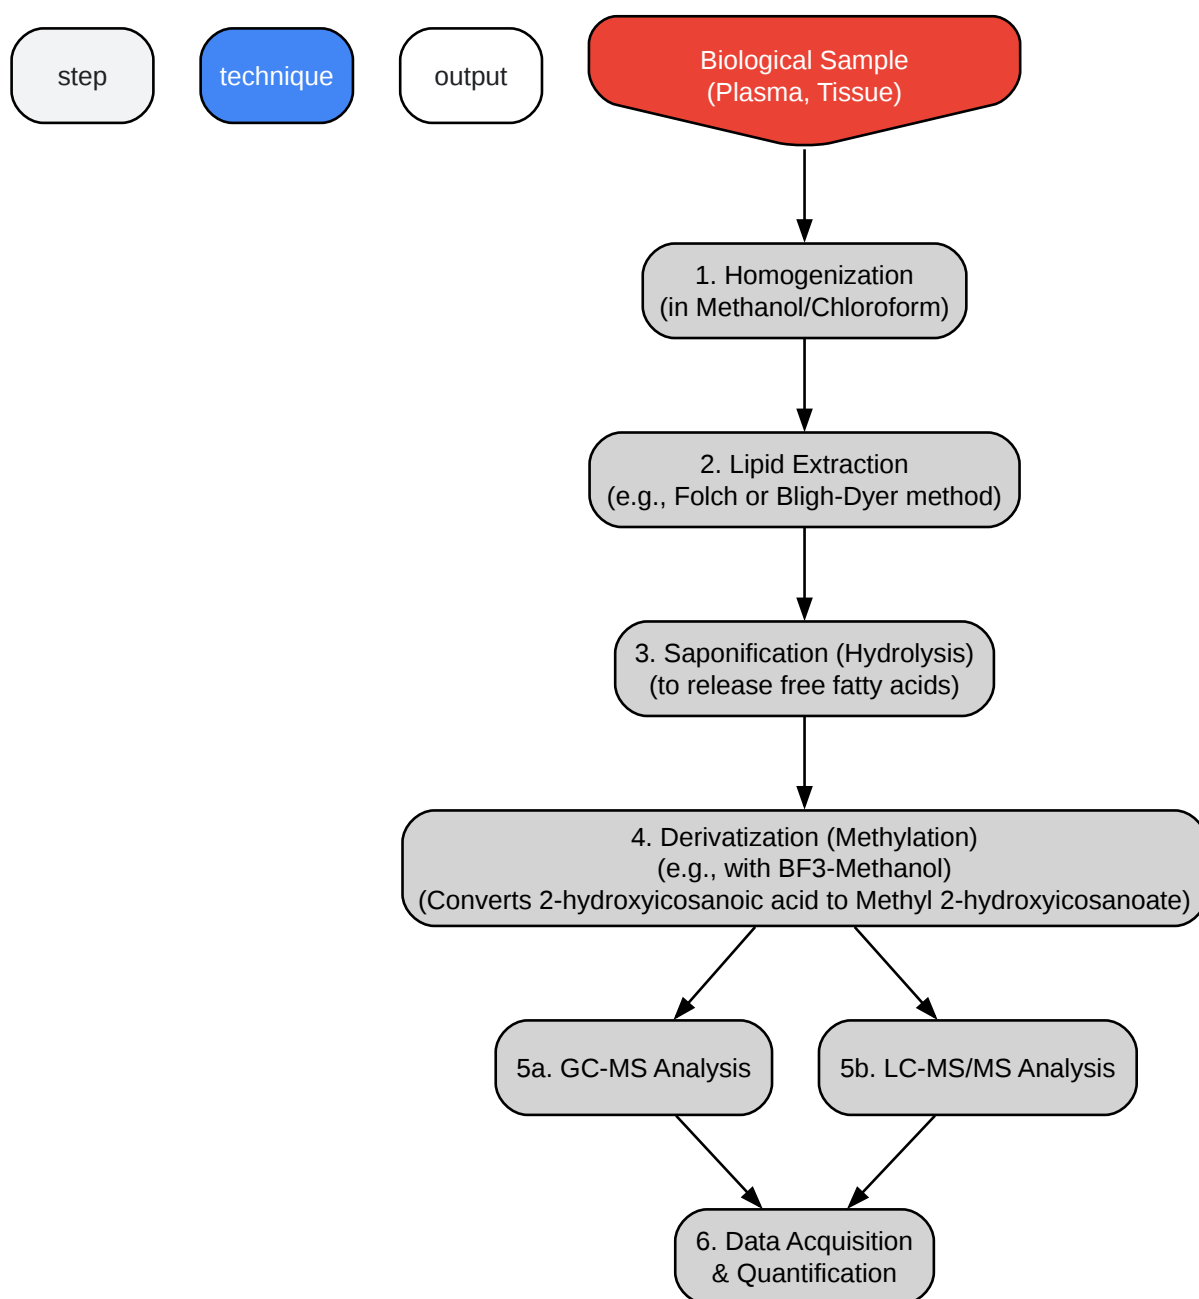 step
technique
output
Biological Sample
(Plasma, Tissue)
1. Homogenization
(in Methanol/Chloroform)
2. Lipid Extraction
(e.g., Folch or Bligh-Dyer method)
3. Saponification (Hydrolysis)
(to release free fatty acids)
4. Derivatization (Methylation)
(e.g., with BF3-Methanol)
(Converts 2-hydroxyicosanoic acid to Methyl 2-hydroxyicosanoate)
5a. GC-MS Analysis
5b. LC-MS/MS Analysis
6. Data Acquisition
& Quantification